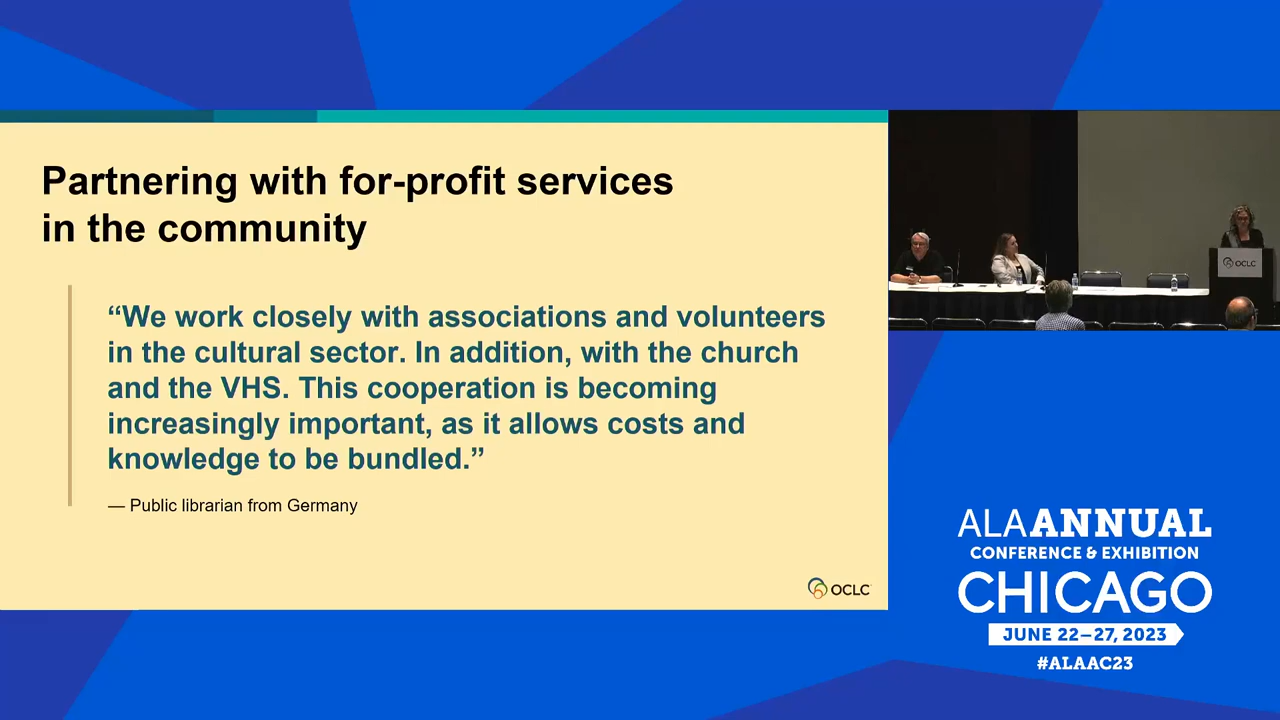 Partnering with for-profit services
in the community
“We work closely with associations and volunteers
in the cultural sector. In addition, with the church
and the VHS. This cooperation is becoming
increasingly important, as it allows costs and
knowledge to be bundled.”
— Public librarian from Germany
OCLC
OCLC
ALA ANNUAL
CONFERENCE & EXHIBITION
CHICAGO
JUNE 22–27, 2023
#ALAAC23